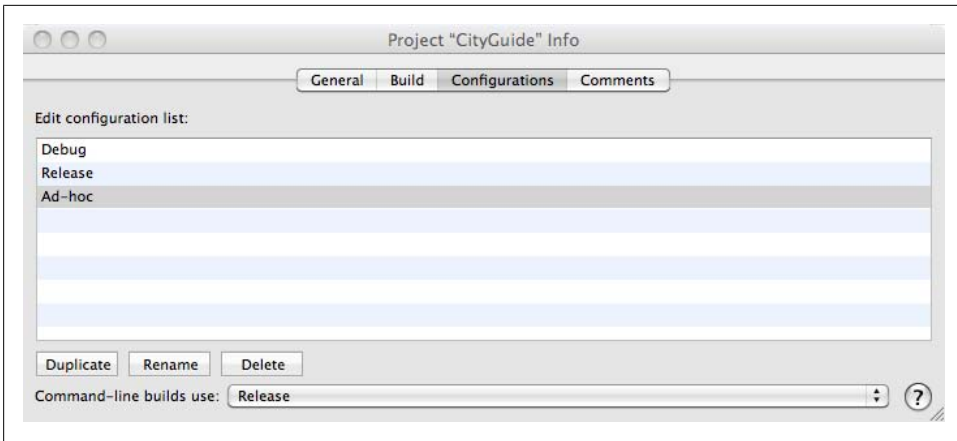 Project “CityGuide” Info
General Build Configurations Comments
Edit configuration list:
Debug
Release
Ad-hoc
Duplicate Rename Delete
Command-line builds use: Release ?